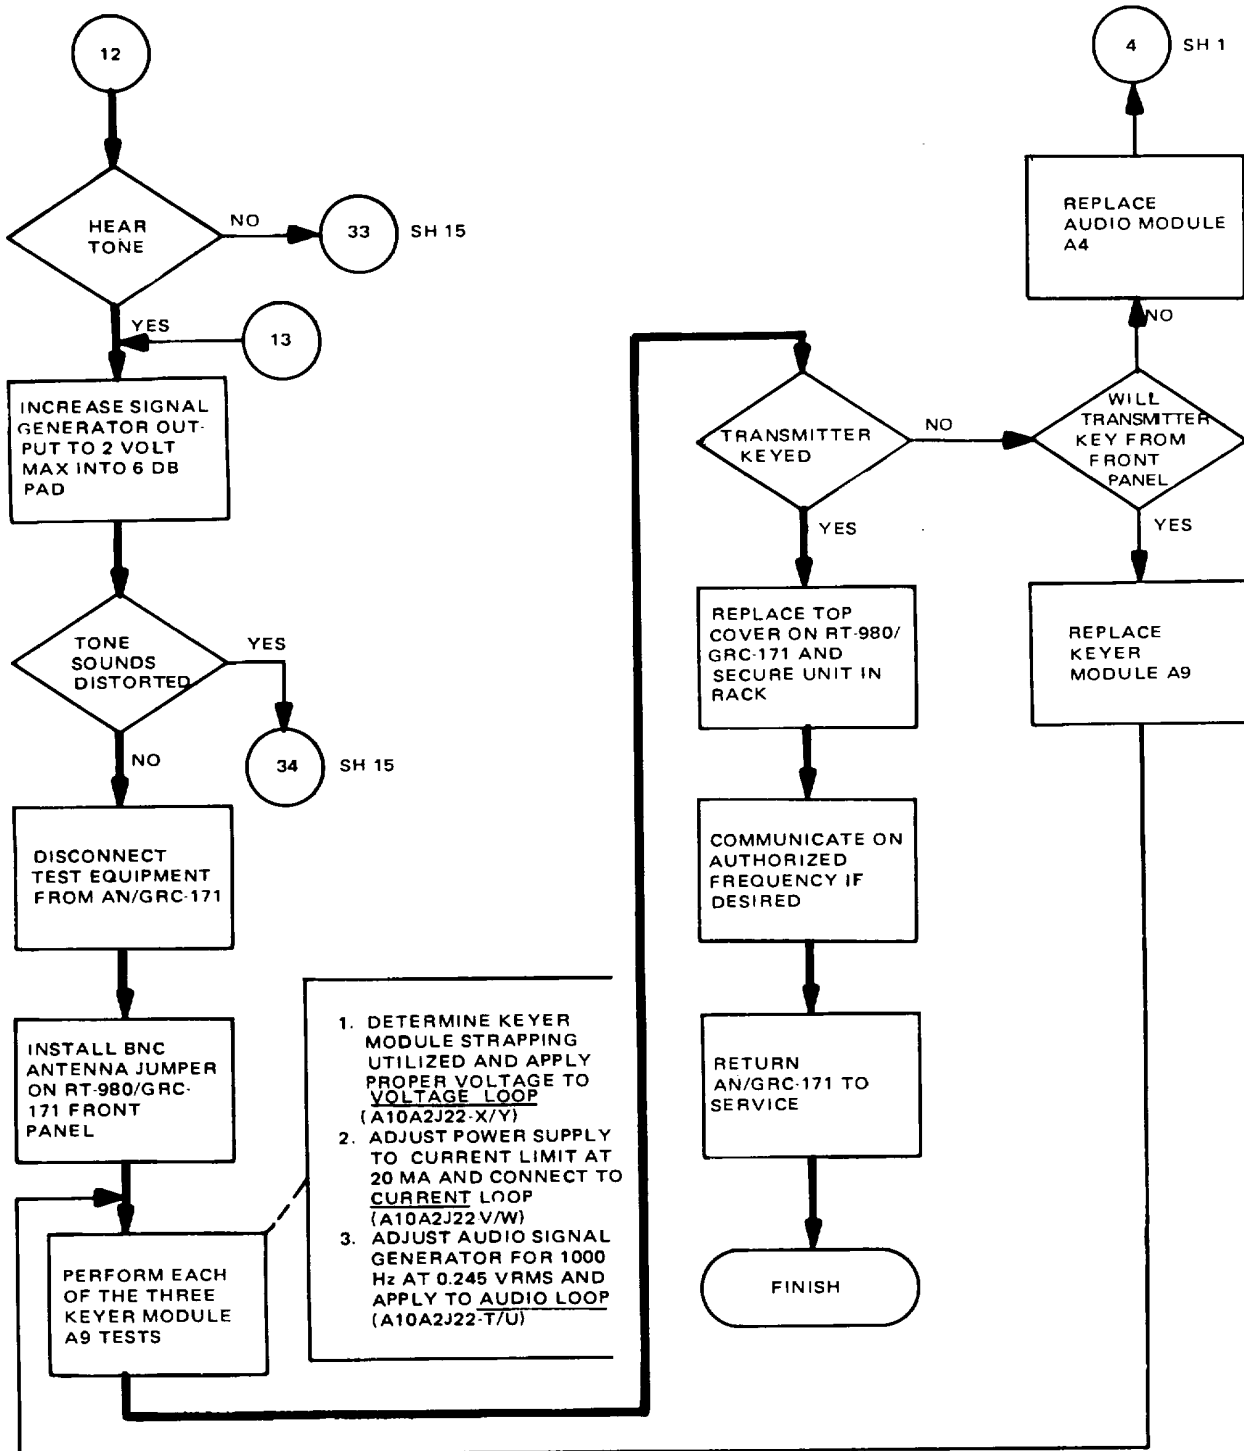 12
HEAR
TONE
NO
33
SH 15
YES
13
INCREASE SIGNAL
GENERATOR OUT-
PUT TO 2 VOLT
MAX INTO 6 DB
PAD
TONE
SOUNDS
DISTORTED
YES
34
SH 15
NO
DISCONNECT
TEST EQUIPMENT
FROM AN/GRC-171
INSTALL BNC
ANTENNA JUMPER
ON RT-980/GRC-
171 FRONT
PANEL
PERFORM EACH
OF THE THREE
KEYER MODULE
A9 TESTS
1. DETERMINE KEYER
MODULE STRAPPING
UTILIZED AND APPLY
PROPER VOLTAGE TO
VOLTAGE LOOP
(A10A2J22-X/Y)
2. ADJUST POWER SUPPLY
TO CURRENT LIMIT AT
20 MA AND CONNECT TO
CURRENT LOOP
(A10A2J22-V/W)
3. ADJUST AUDIO SIGNAL
GENERATOR FOR 1000
Hz AT 0.245 VRMS AND
APPLY TO AUDIO LOOP
(A10A2J22-T/U)
TRANSMITTER
KEYED
NO
YES
REPLACE TOP
COVER ON RT-980/
GRC-171 AND
SECURE UNIT IN
RACK
COMMUNICATE ON
AUTHORIZED
FREQUENCY IF
DESIRED
RETURN
AN/GRC-171 TO
SERVICE
FINISH
4
SH 1
REPLACE
AUDIO MODULE
A4
NO
WILL
TRANSMITTER
KEY FROM
FRONT
PANEL
YES
REPLACE
KEYER
MODULE A9